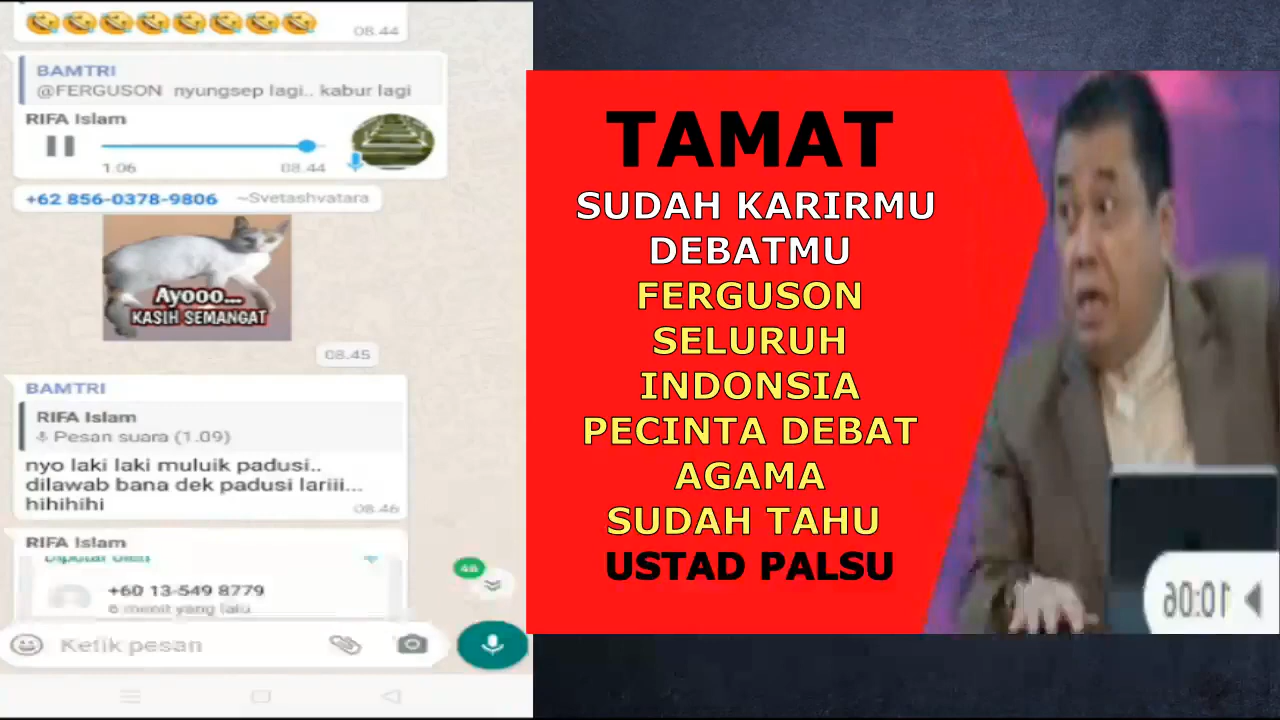 08.44
BAMTRI
@FERGUSON nyungsep lagi.. kabur lagi
RIFA Islam
1.06
08.44
+62 856-0378-9806 ~Svetashvatara
Ayooo...
KASIH SEMANGAT
08.45
BAMTRI
RIFA Islam
Pesan suara (1.09)
nyo laki laki muluik padusi..
dilawab bana dek padusi lariii...
hihihihi
08.46
RIFA Islam
+60 13-549 8779
6 menit yang lalu
48
Ketik pesan
TAMAT
SUDAH KARIRMU
DEBATMU
FERGUSON
SELURUH
INDONSIA
PECINTA DEBAT
AGAMA
SUDAH TAHU
USTAD PALSU
10:06